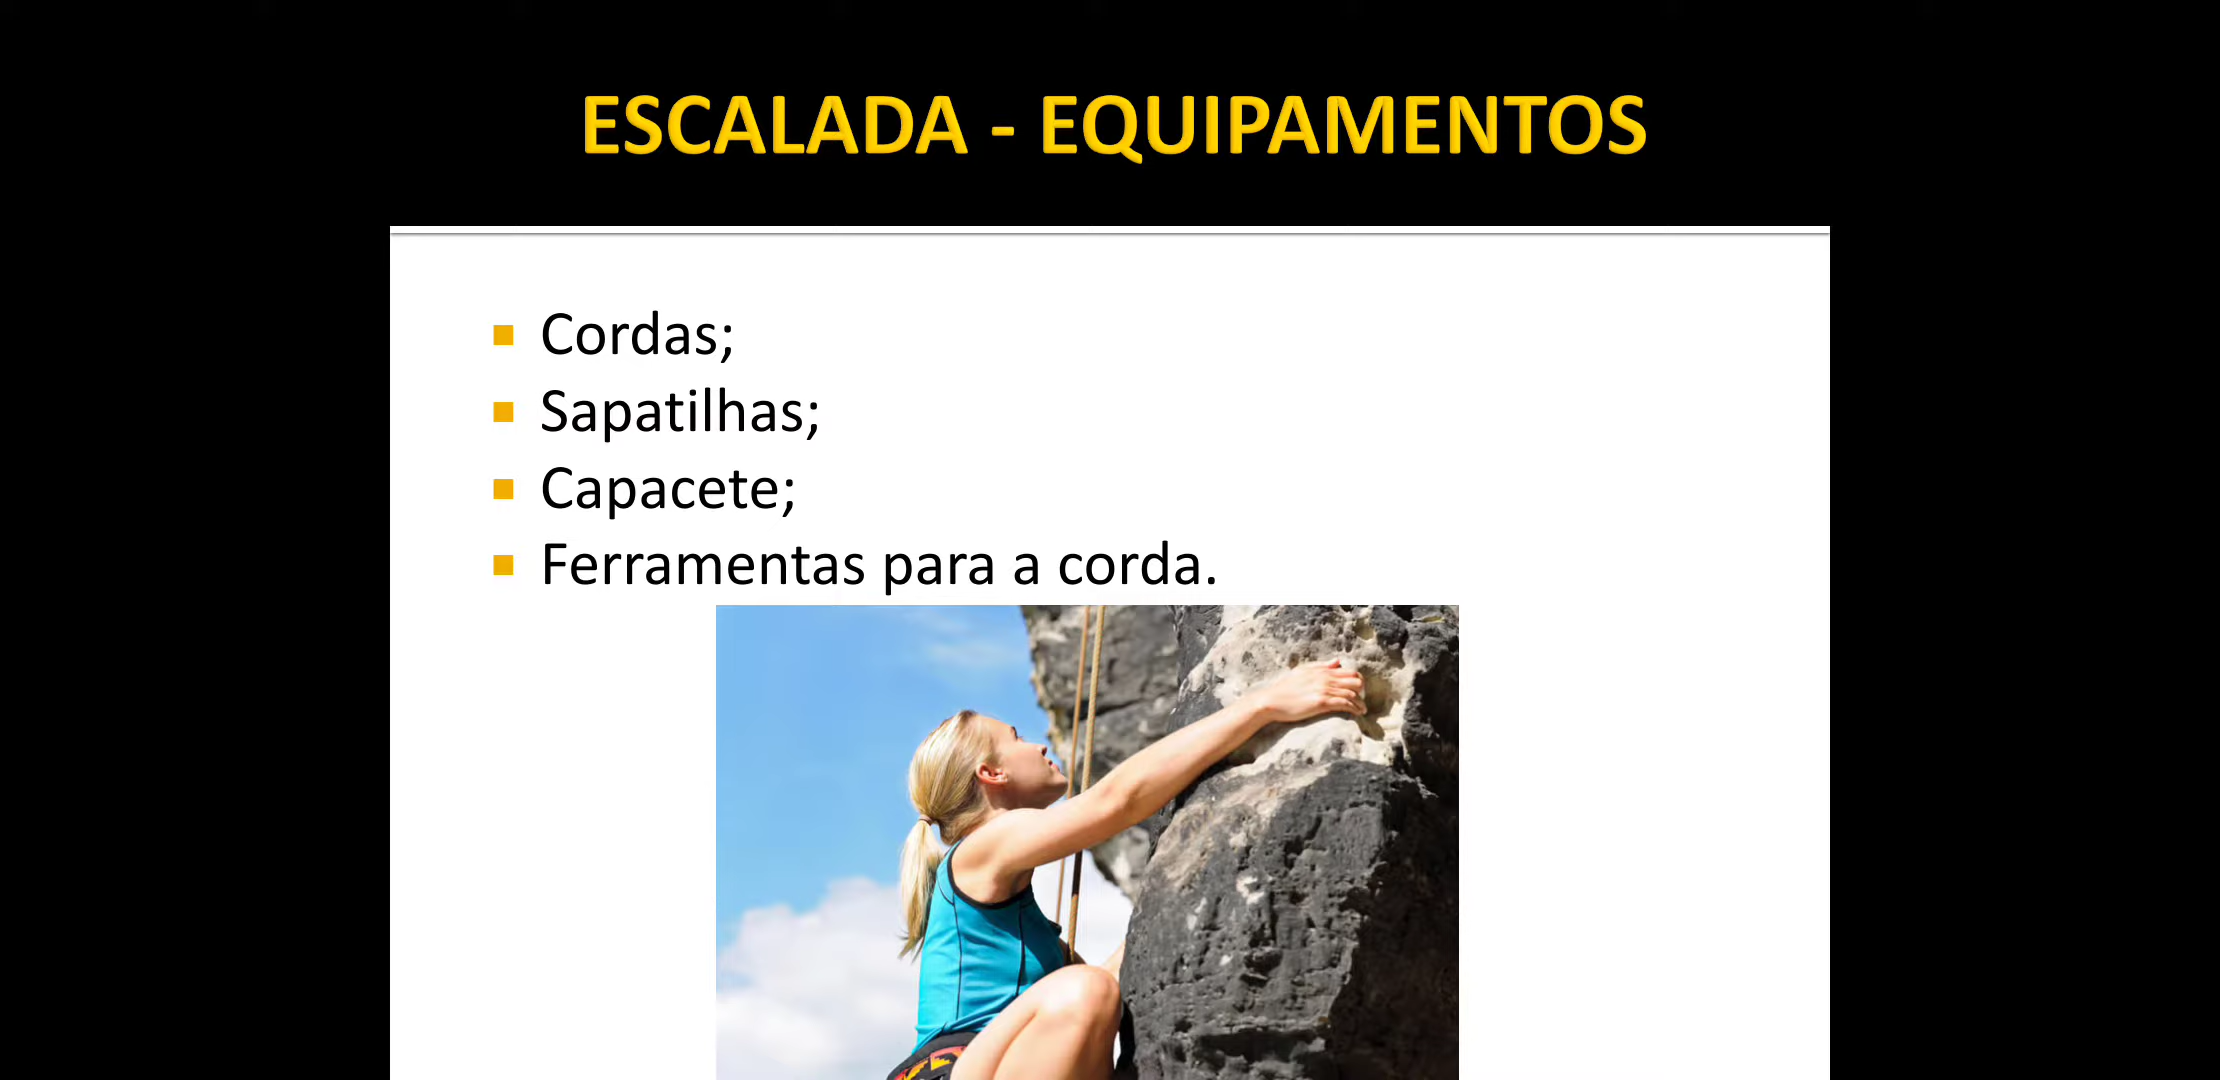 ESCALADA - EQUIPAMENTOS
Cordas;
Sapatilhas;
Capacete;
Ferramentas para a corda.